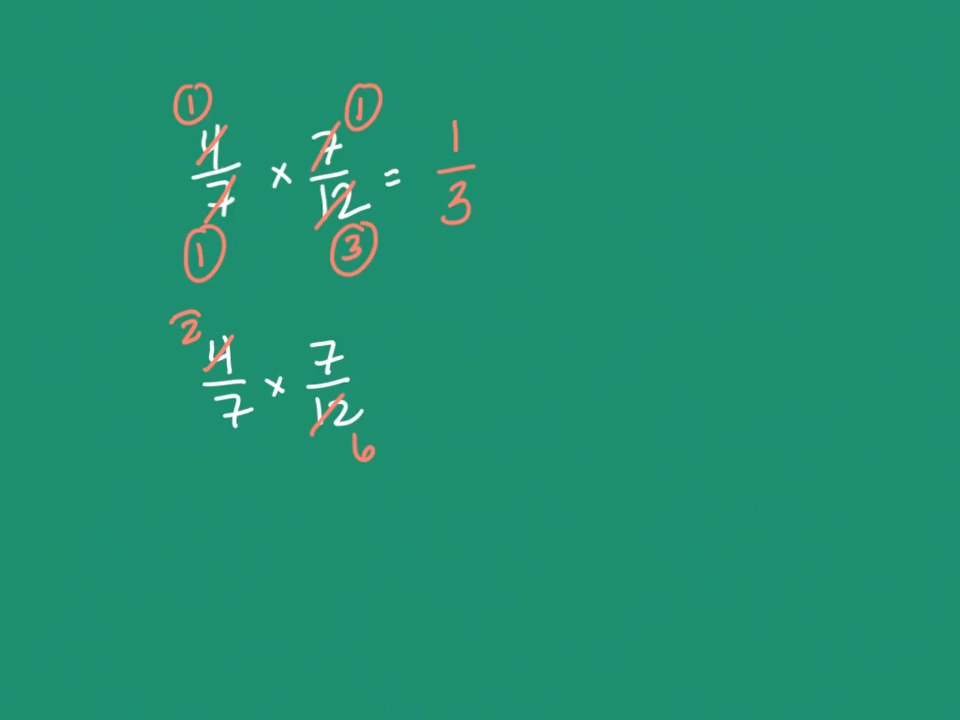 ① ①
4/7 × 7/12 = 1/3
① ③
2
4/7 × 7/12
6